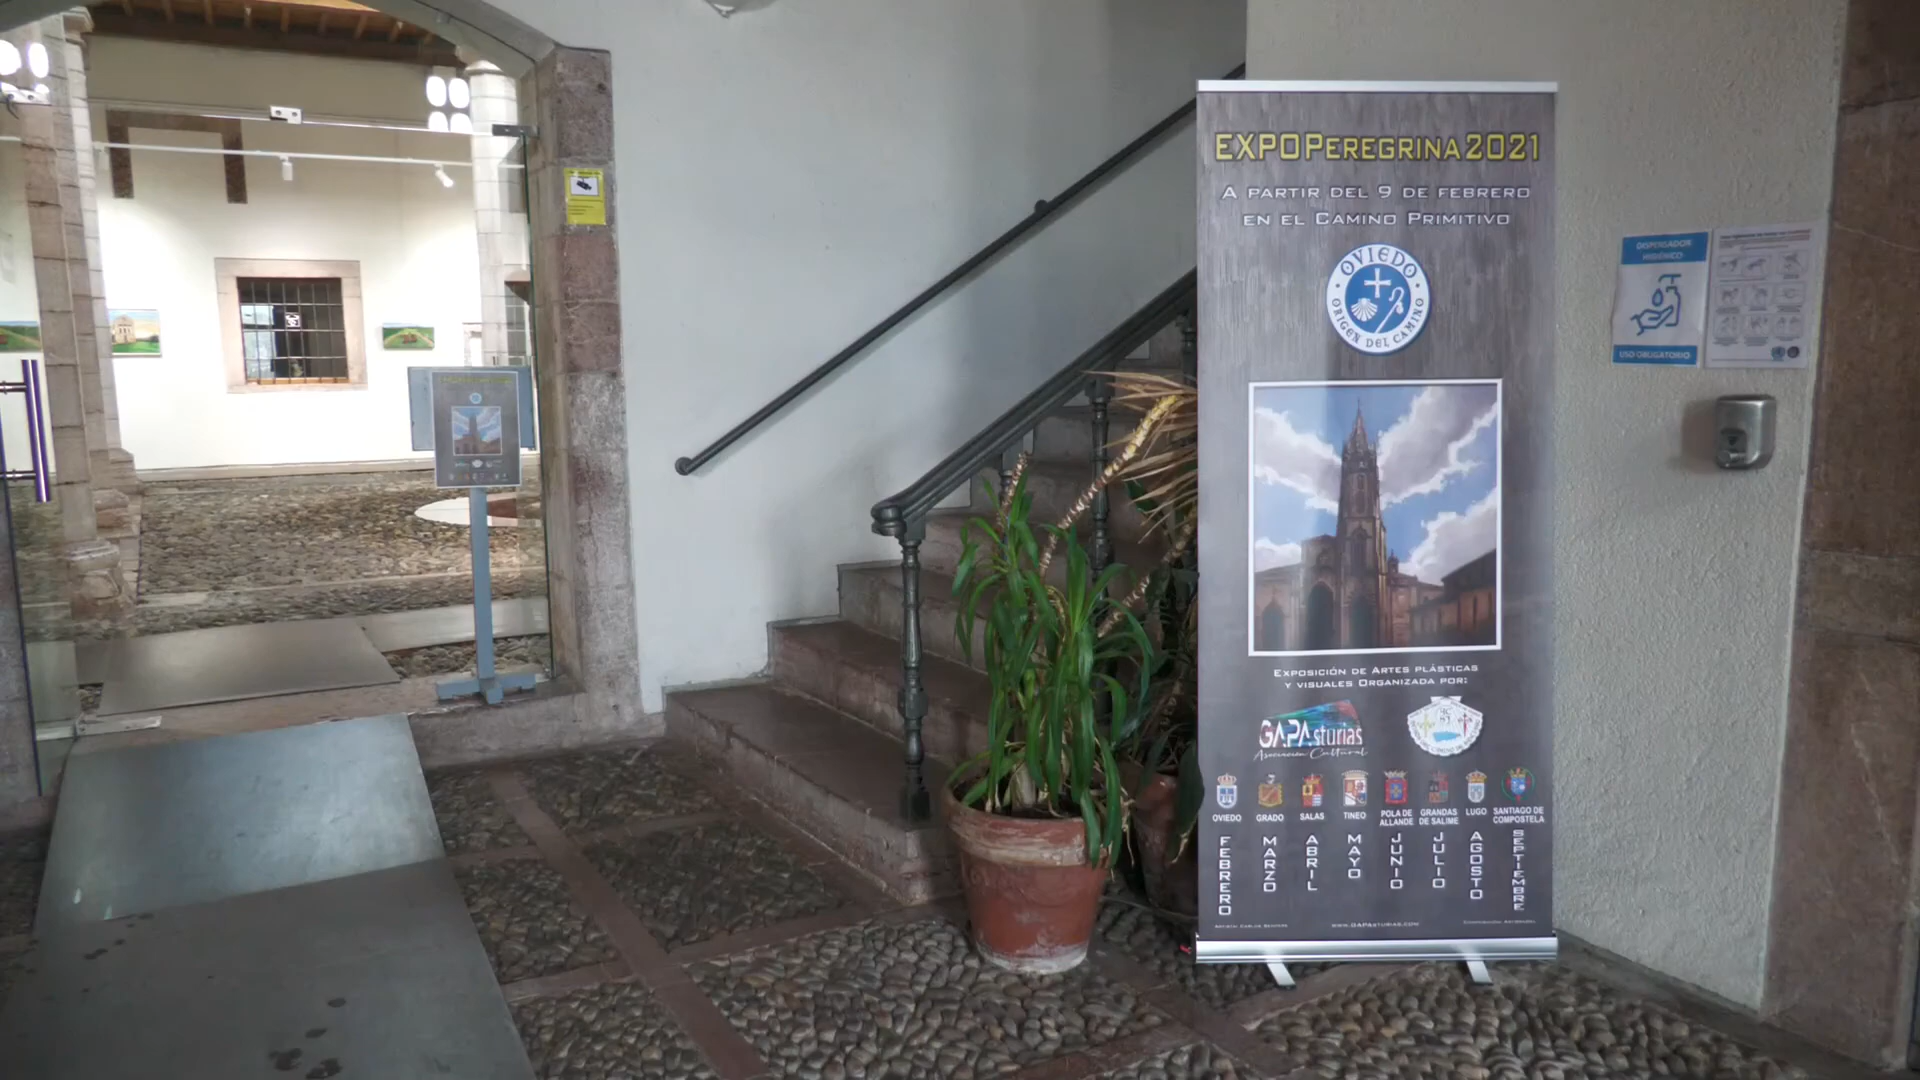 EXPOPEREGRINA2021
A PARTIR DEL 9 DE FEBRERO
EN EL CAMINO PRIMITIVO
OVIEDO
ORIGEN DEL CAMINO
EXPOSICIÓN DE ARTES PLÁSTICAS
Y VISUALES ORGANIZADA POR:
GAPAsturias
Asociación Cultural
OVIEDO
GRADO
SALAS
TINEO
POLA DE ALLANDE
GRANDAS DE SALIME
LUGO
SANTIAGO DE COMPOSTELA
FEBRERO
MARZO
ABRIL
MAYO
JUNIO
JULIO
AGOSTO
SEPTIEMBRE
WWW.GAPASTURIAS.COM
DISPENSADOR
HIGIÉNICO
USO OBLIGATORIO